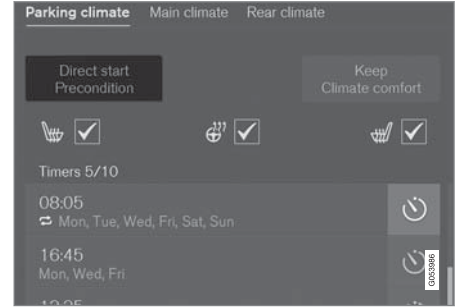 Parking climate Main climate Rear climate
Direct start
Precondition
Keep
Climate comfort
Timers 5/10
08:05
Mon, Tue, Wed, Fri, Sat, Sun
16:45
Mon, Wed, Fri
G053986